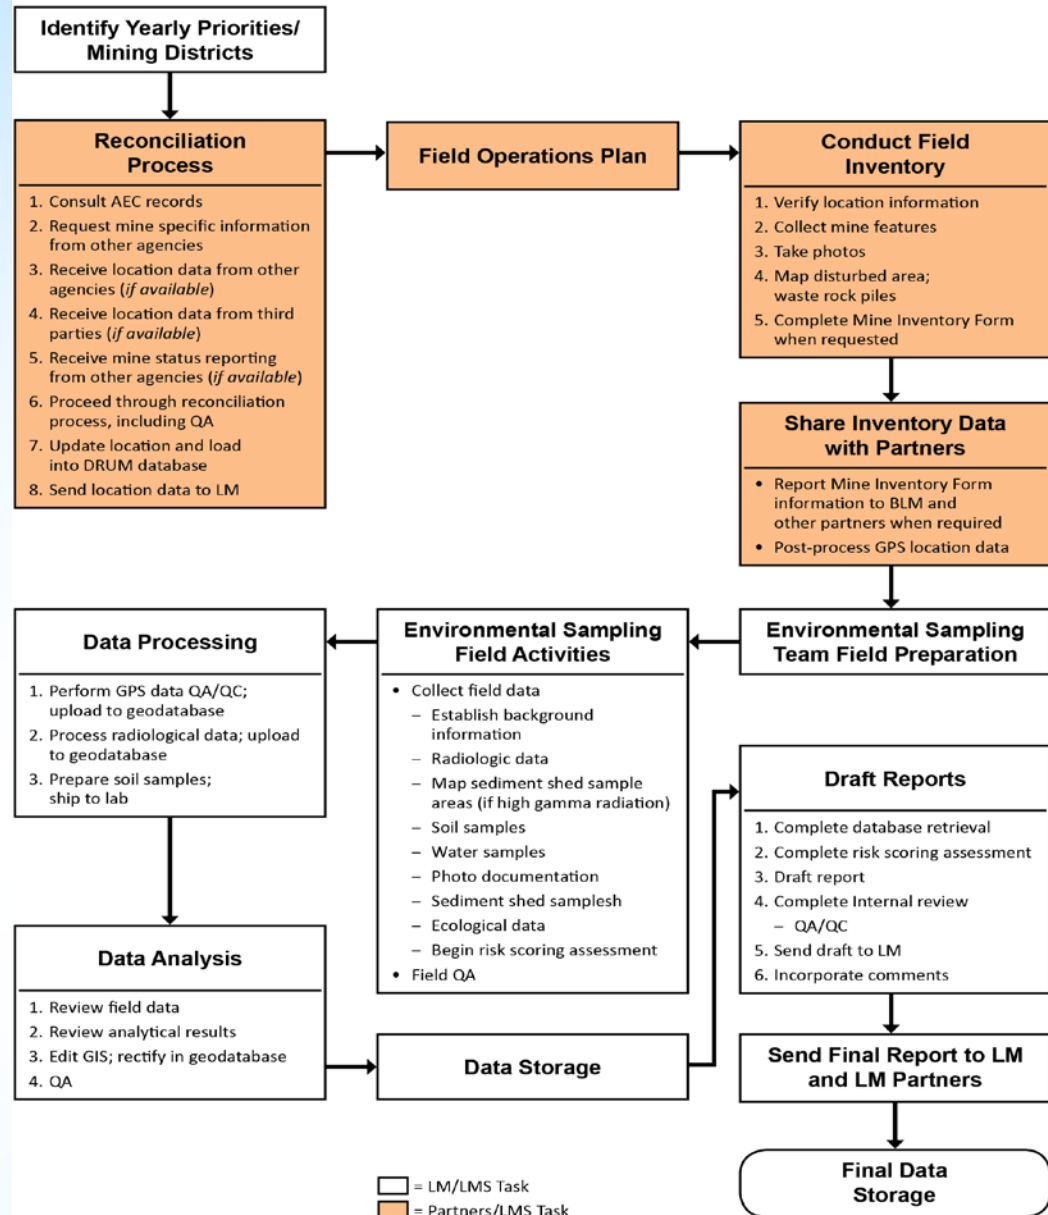 Identify Yearly Priorities/
Mining Districts
Reconciliation
Process
1. Consult AEC records
2. Request mine specific information
from other agencies
3. Receive location data from other
agencies (if available)
4. Receive location data from third
parties (if available)
5. Receive mine status reporting
from other agencies (if available)
6. Proceed through reconciliation
process, including QA
7. Update location and load
into DRUM database
8. Send location data to LM
Field Operations Plan
Conduct Field
Inventory
1. Verify location information
2. Collect mine features
3. Take photos
4. Map disturbed area;
waste rock piles
5. Complete Mine Inventory Form
when requested
Share Inventory Data
with Partners
• Report Mine Inventory Form
information to BLM and
other partners when required
• Post-process GPS location data
Environmental Sampling
Team Field Preparation
Environmental Sampling
Field Activities
• Collect field data
– Establish background
information
– Radiologic data
– Map sediment shed sample
areas (if high gamma radiation)
– Soil samples
– Water samples
– Photo documentation
– Sediment shed samplesh
– Ecological data
– Begin risk scoring assessment
• Field QA
Data Processing
1. Perform GPS data QA/QC;
upload to geodatabase
2. Process radiological data; upload
to geodatabase
3. Prepare soil samples;
ship to lab
Data Analysis
1. Review field data
2. Review analytical results
3. Edit GIS; rectify in geodatabase
4. QA
Data Storage
Draft Reports
1. Complete database retrieval
2. Complete risk scoring assessment
3. Draft report
4. Complete Internal review
– QA/QC
5. Send draft to LM
6. Incorporate comments
Send Final Report to LM
and LM Partners
Final Data
Storage
= LM/LMS Task
= Partners/LMS Task